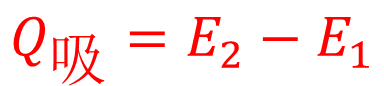 Q吸 = E₂ − E₁